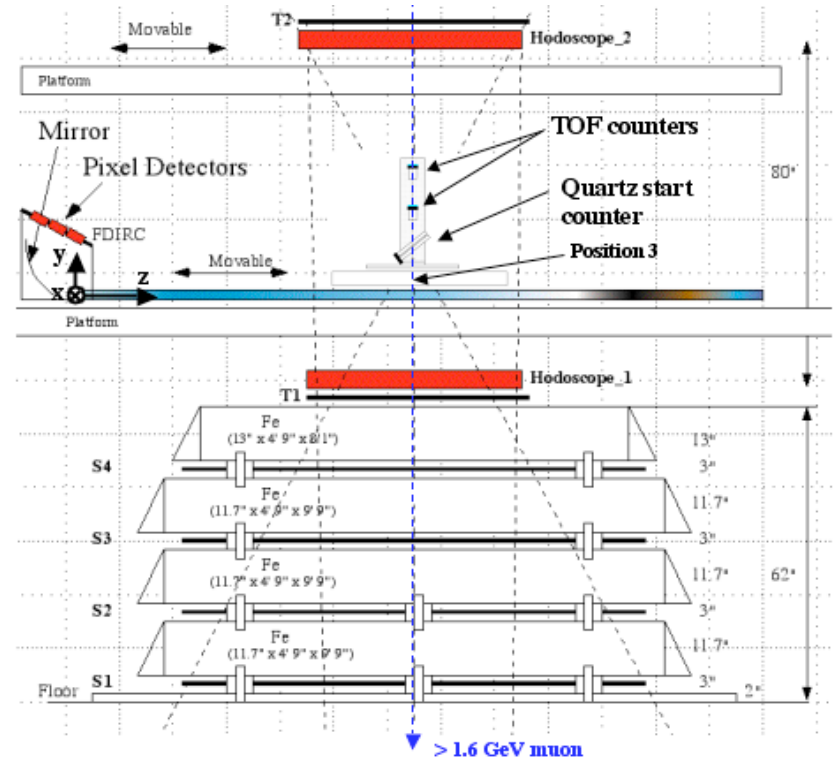 T2
Movable
Hodoscope_2
Platform
Mirror
Pixel Detectors
TOF counters
80"
Quartz start
counter
FDIRC
y
Movable
Position 3
z
x
Platform
Hodoscope_1
T1
Fe
(13" x 4' 9" x 8' 1")
13"
S4
3"
Fe
(11.7" x 4' 9" x 9' 9")
11.7"
S3
3"
Fe
(11.7" x 4' 9" x 9' 9")
11.7"
62"
S2
3"
Fe
(11.7" x 4' 9" x 9' 9")
11.7"
S1
3"
Floor
2"
> 1.6 GeV muon